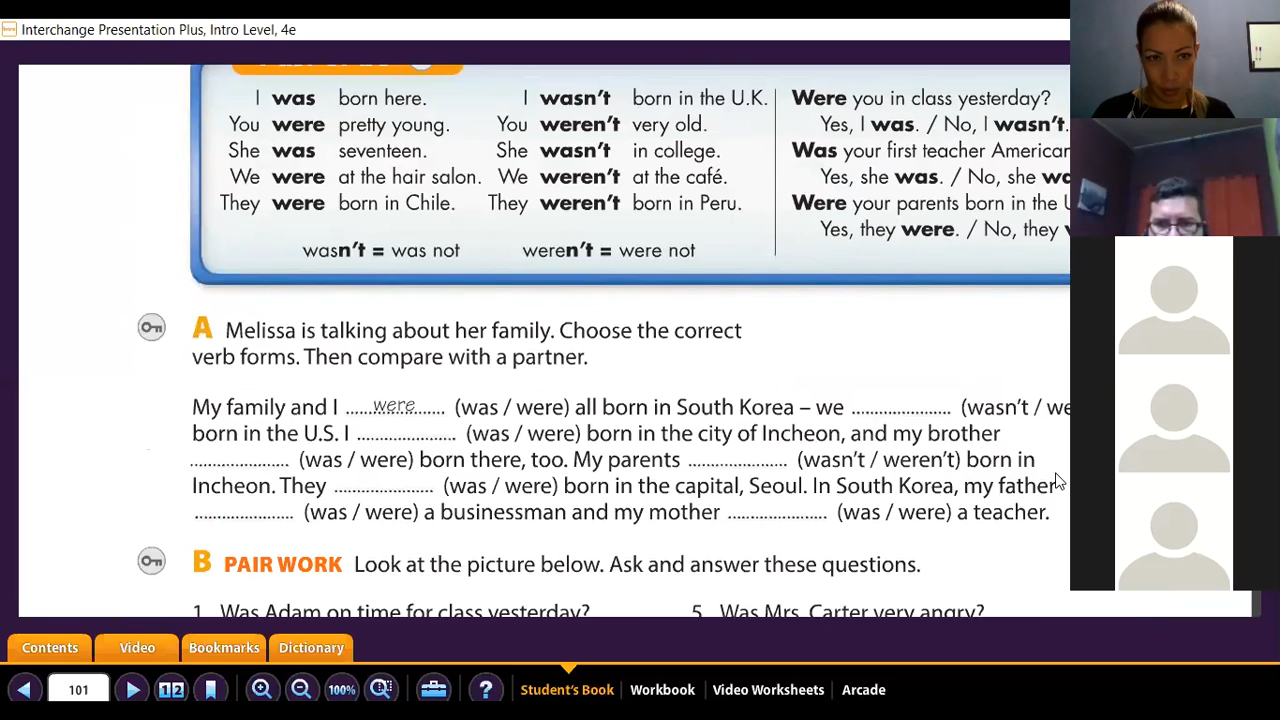 Interchange Presentation Plus, Intro Level, 4e
I was born here. I wasn't born in the U.K. Were you in class yesterday?
You were pretty young. You weren't very old. Yes, I was. / No, I wasn't.
She was seventeen. She wasn't in college. Was your first teacher American
We were at the hair salon. We weren't at the café. Yes, she was. / No, she
They were born in Chile. They weren't born in Peru. Were your parents born in the
wasn't = was not weren't = were not Yes, they were. / No, they
A Melissa is talking about her family. Choose the correct
verb forms. Then compare with a partner.
My family and I ......were...... (was / were) all born in South Korea – we .................... (wasn't / we
born in the U.S. I .................... (was / were) born in the city of Incheon, and my brother
.................... (was / were) born there, too. My parents .................... (wasn't / weren't) born in
Incheon. They .................... (was / were) born in the capital, Seoul. In South Korea, my father
.................... (was / were) a businessman and my mother .................... (was / were) a teacher.
B PAIR WORK Look at the picture below. Ask and answer these questions.
1. Was Adam on time for class yesterday? 5. Was Mrs. Carter very angry?
Contents Video Bookmarks Dictionary
101 12 100% ? Student's Book Workbook Video Worksheets Arcade